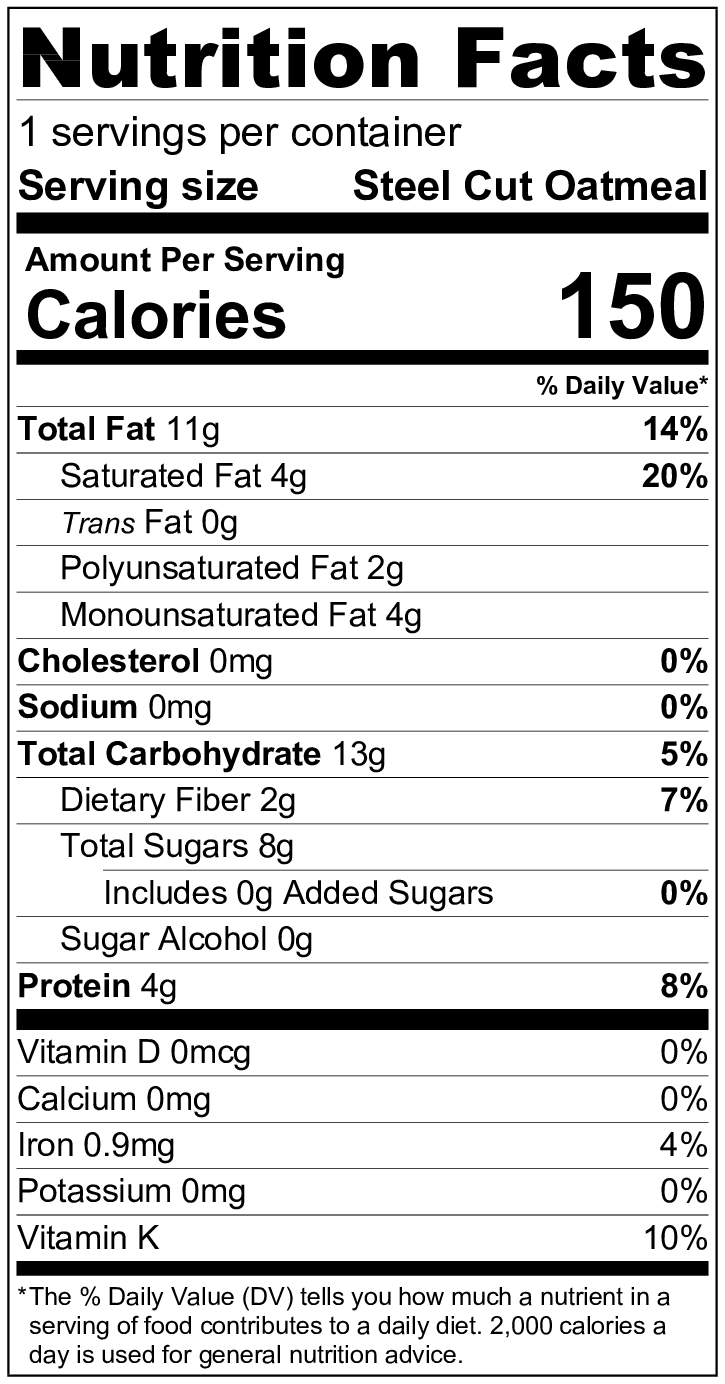 Nutrition Facts
1 servings per container
Serving size Steel Cut Oatmeal
Amount Per Serving
Calories 150
% Daily Value*
Total Fat 11g 14%
Saturated Fat 4g 20%
Trans Fat 0g
Polyunsaturated Fat 2g
Monounsaturated Fat 4g
Cholesterol 0mg 0%
Sodium 0mg 0%
Total Carbohydrate 13g 5%
Dietary Fiber 2g 7%
Total Sugars 8g
Includes 0g Added Sugars 0%
Sugar Alcohol 0g
Protein 4g 8%
Vitamin D 0mcg 0%
Calcium 0mg 0%
Iron 0.9mg 4%
Potassium 0mg 0%
Vitamin K 10%
*The % Daily Value (DV) tells you how much a nutrient in a
serving of food contributes to a daily diet. 2,000 calories a
day is used for general nutrition advice.